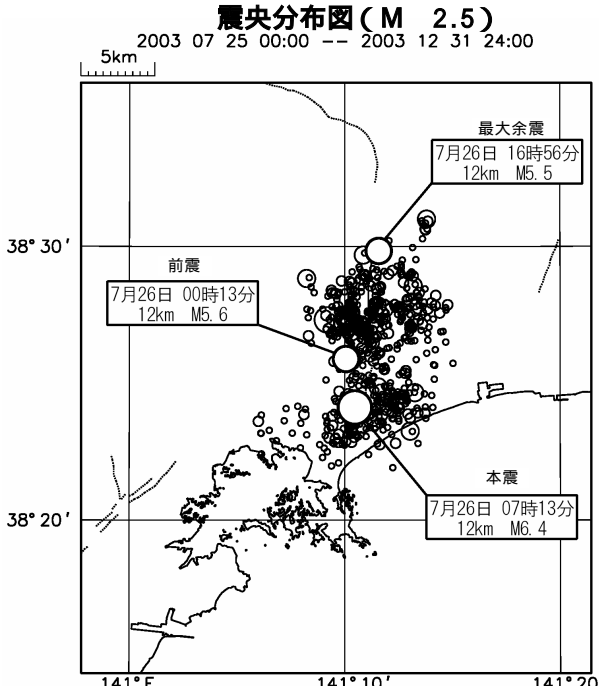 震央分布図(M 2.5)
2003 07 25 00:00 -- 2003 12 31 24:00
5km
最大余震
7月26日 16時56分
12km M5.5
38°30′
前震
7月26日 00時13分
12km M5.6
本震
7月26日 07時13分
12km M6.4
38°20′
141°E 141°10′ 141°20